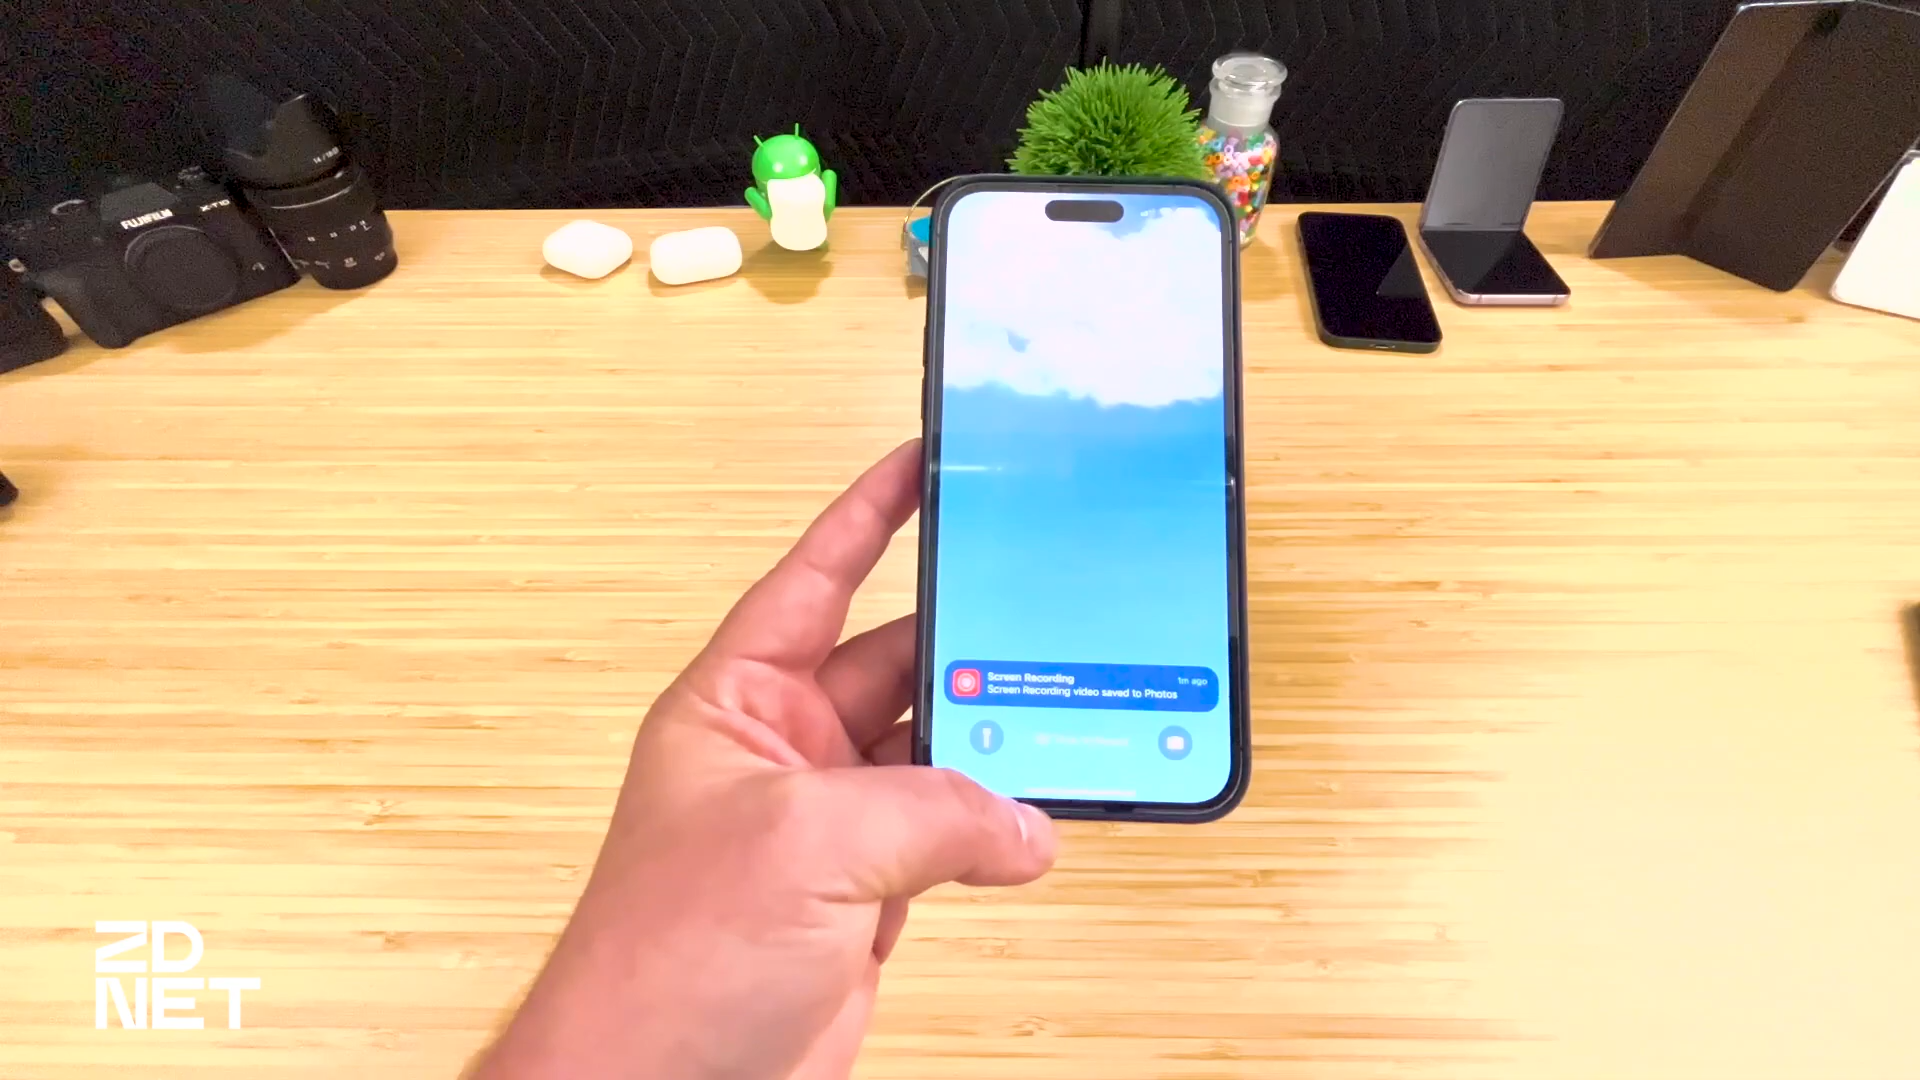 FUJIFILM
X-T10
Screen Recording
1m ago
Screen Recording video saved to Photos
ZD
NET